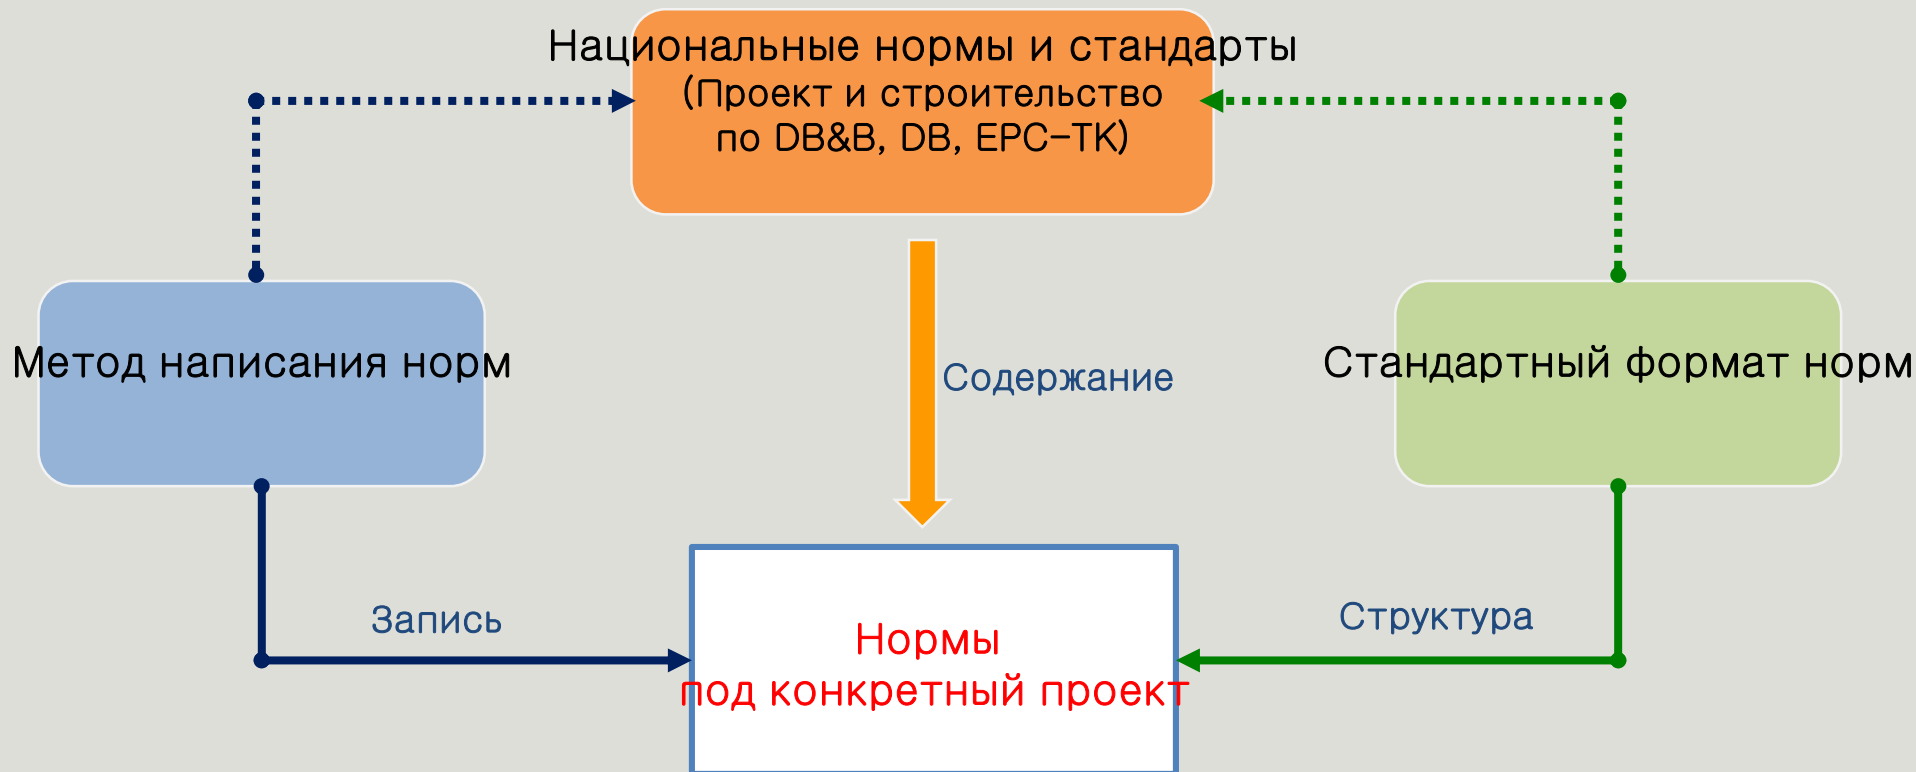 Национальные нормы и стандарты
(Проект и строительство
по DB&B, DB, EPC-TK)
Метод написания норм
Стандартный формат норм
Содержание
Запись
Структура
Нормы
под конкретный проект